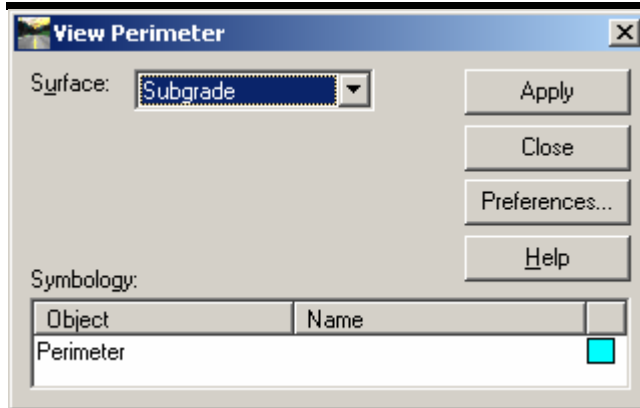 View Perimeter
Surface: Subgrade
Apply
Close
Preferences...
Help
Symbology:
Object Name
Perimeter